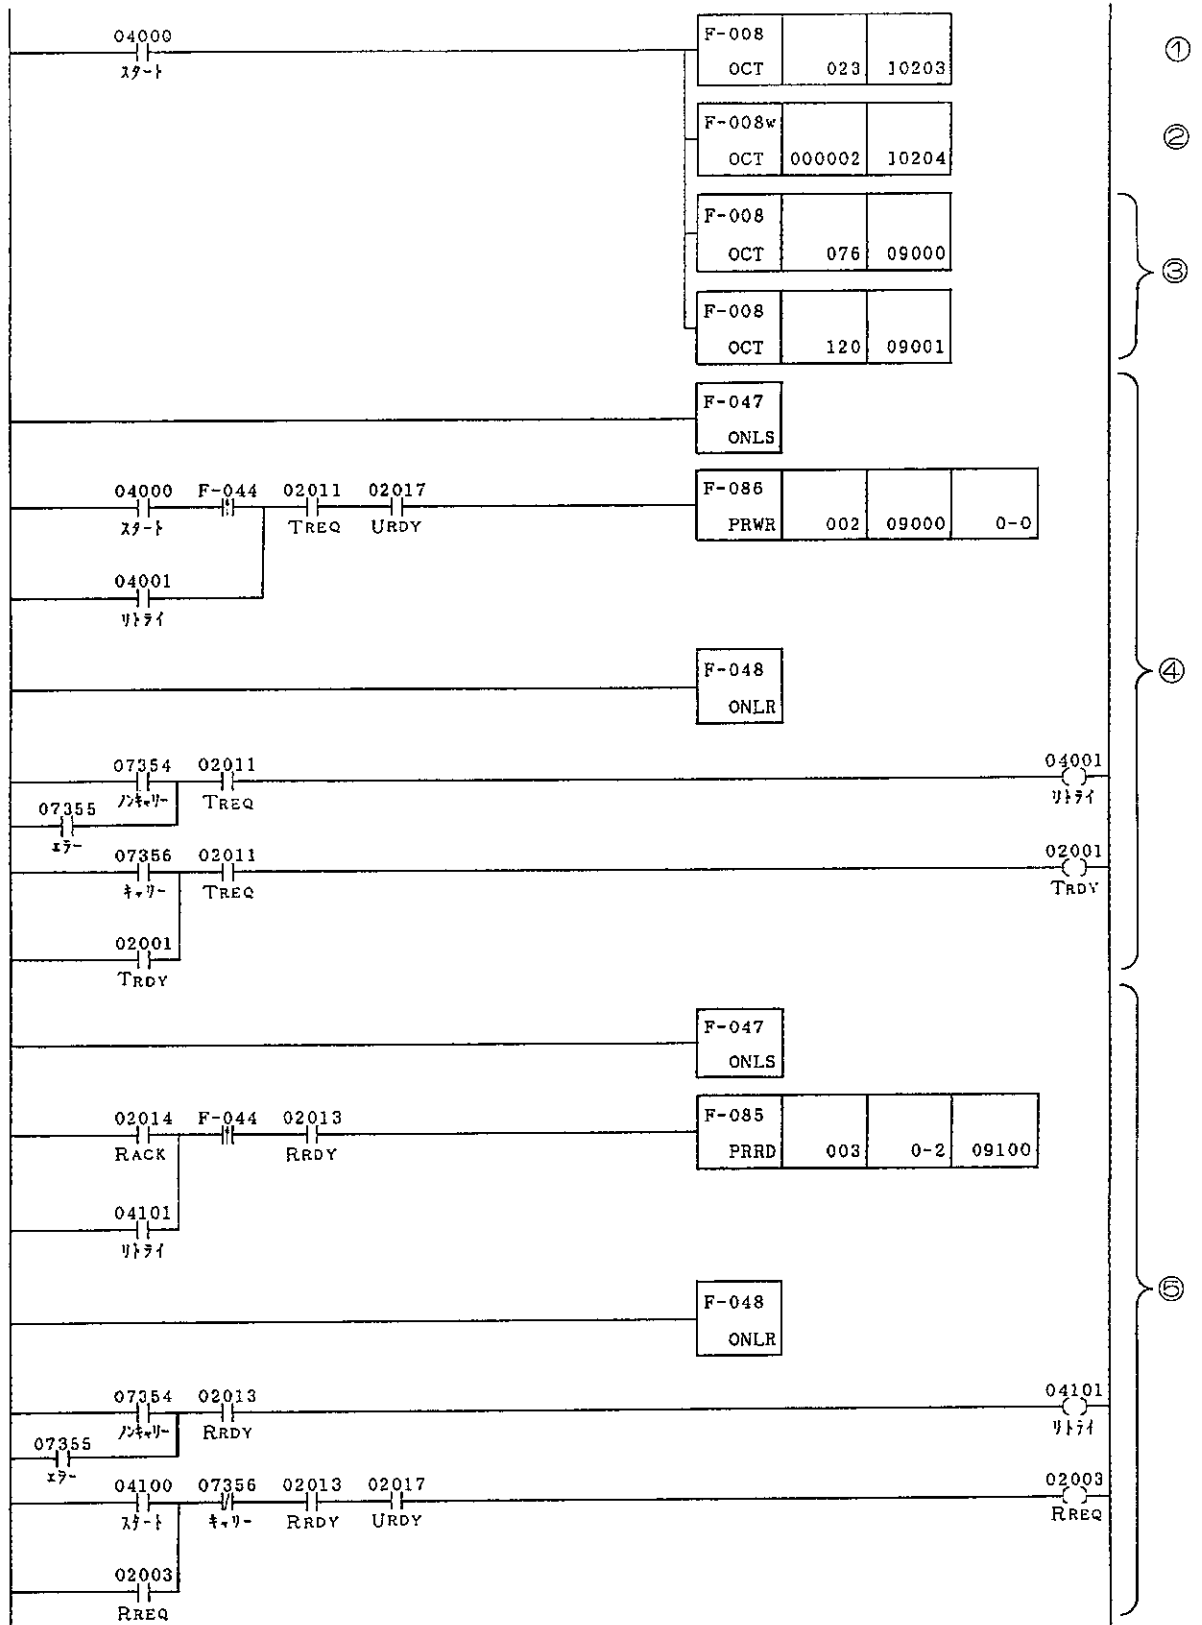 04000
スタート
F-008
OCT 023 10203
①
F-008w
OCT 000002 10204
②
F-008
OCT 076 09000
③
F-008
OCT 120 09001
F-047
ONLS
04000 F-044 02011 02017
スタート TREQ URDY
F-086
PRWR 002 09000 0-0
04001
リトライ
F-048
ONLR
④
07354 02011 04001
ノンキャリー TREQ リトライ
07355
エラー
07356 02011 02001
キャリー TREQ TRDY
02001
TRDY
F-047
ONLS
02014 F-044 02013
RACK RRDY
F-085
PRRD 003 0-2 09100
04101
リトライ
F-048
ONLR
⑤
07354 02013 04101
ノンキャリー RRDY リトライ
07355
エラー
04100 07356 02013 02017 02003
スタート キャリー RRDY URDY RREQ
02003
RREQ